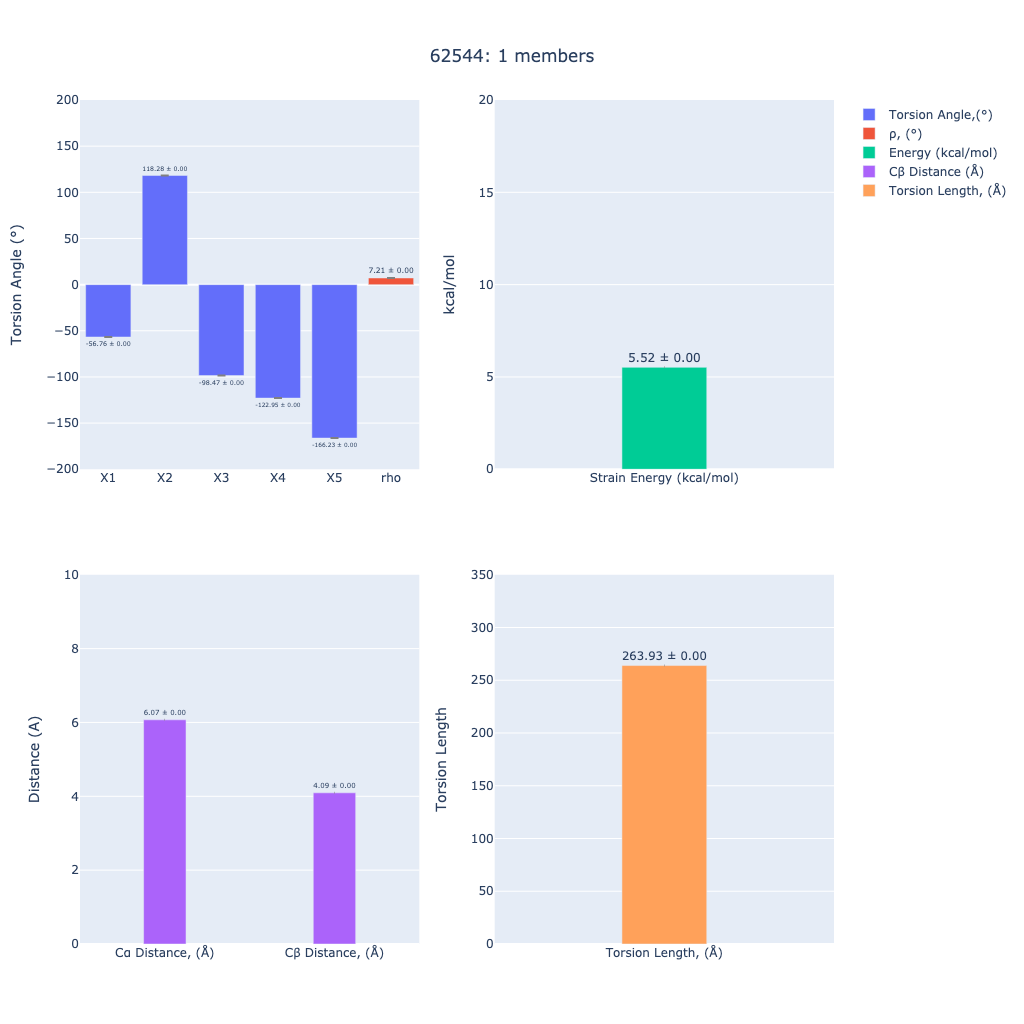 62544: 1 members
Torsion Angle (°)
200
150
100
50
0
−50
−100
−150
−200
-56.76 ± 0.00
118.28 ± 0.00
-98.47 ± 0.00
-122.95 ± 0.00
-166.23 ± 0.00
7.21 ± 0.00
X1 X2 X3 X4 X5 rho
kcal/mol
20
15
10
5
0
5.52 ± 0.00
Strain Energy (kcal/mol)
Torsion Angle,(°)
ρ, (°)
Energy (kcal/mol)
Cβ Distance (Å)
Torsion Length, (Å)
Distance (A)
10
8
6
4
2
0
6.07 ± 0.00
4.09 ± 0.00
Cα Distance, (Å) Cβ Distance, (Å)
Torsion Length
350
300
250
200
150
100
50
0
263.93 ± 0.00
Torsion Length, (Å)